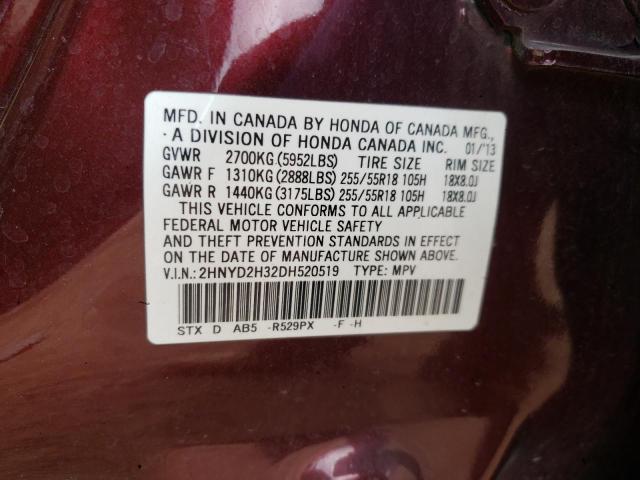 MFD. IN CANADA BY HONDA OF CANADA MFG.,
· A DIVISION OF HONDA CANADA INC. 01/'13
GVWR 2700KG(5952LBS) TIRE SIZE RIM SIZE
GAWR F 1310KG(2888LBS) 255/55R18 105H 18X8.0J
GAWR R 1440KG(3175LBS) 255/55R18 105H 18X8.0J
THIS VEHICLE CONFORMS TO ALL APPLICABLE
FEDERAL MOTOR VEHICLE SAFETY
AND THEFT PREVENTION STANDARDS IN EFFECT
ON THE DATE OF MANUFACTURE SHOWN ABOVE.
V.I.N.: 2HNYD2H32DH520519 TYPE: MPV
STX D AB5 -R529PX -F -H